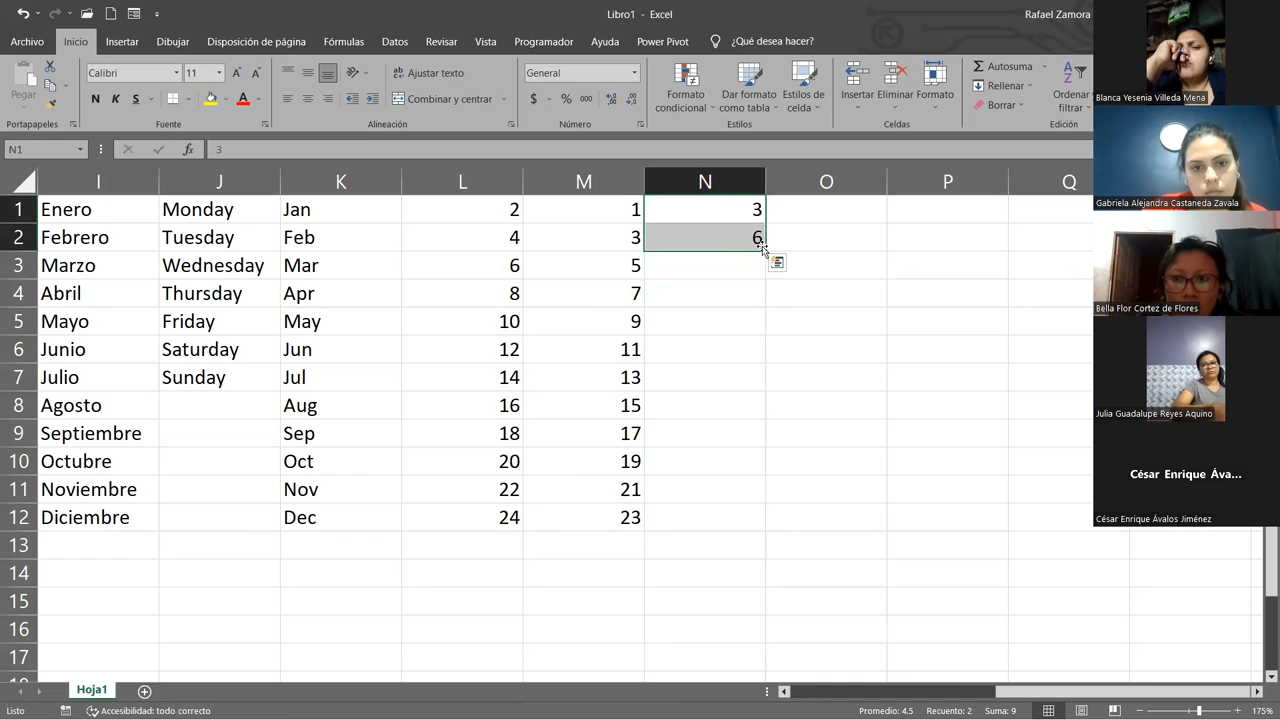 Libro1 - Excel
Rafael Zamora
Archivo Inicio Insertar Dibujar Disposición de página Fórmulas Datos Revisar Vista Programador Ayuda Power Pivot ¿Qué desea hacer?
Pegar
Calibri 11
N K S
Ajustar texto
Combinar y centrar
General
$ % 000
Formato condicional
Dar formato como tabla
Estilos de celda
Insertar Eliminar Formato
Autosuma
Rellenar
Borrar
Ordenar filtrar
Portapapeles Fuente Alineación Número Estilos Celdas Edición
N1 fx 3
I J K L M N O P Q
1 Enero Monday Jan 2 1 3
2 Febrero Tuesday Feb 4 3 6
3 Marzo Wednesday Mar 6 5
4 Abril Thursday Apr 8 7
5 Mayo Friday May 10 9
6 Junio Saturday Jun 12 11
7 Julio Sunday Jul 14 13
8 Agosto Aug 16 15
9 Septiembre Sep 18 17
10 Octubre Oct 20 19
11 Noviembre Nov 22 21
12 Diciembre Dec 24 23
13
14
15
16
17
Hoja1
Listo Accesibilidad: todo correcto Promedio: 4.5 Recuento: 2 Suma: 9 175%
Blanca Yesenia Villeda Mena
Gabriela Alejandra Castaneda Zavala
Bella Flor Cortez de Flores
Julia Guadalupe Reyes Aquino
César Enrique Áva...
César Enrique Ávalos Jiménez